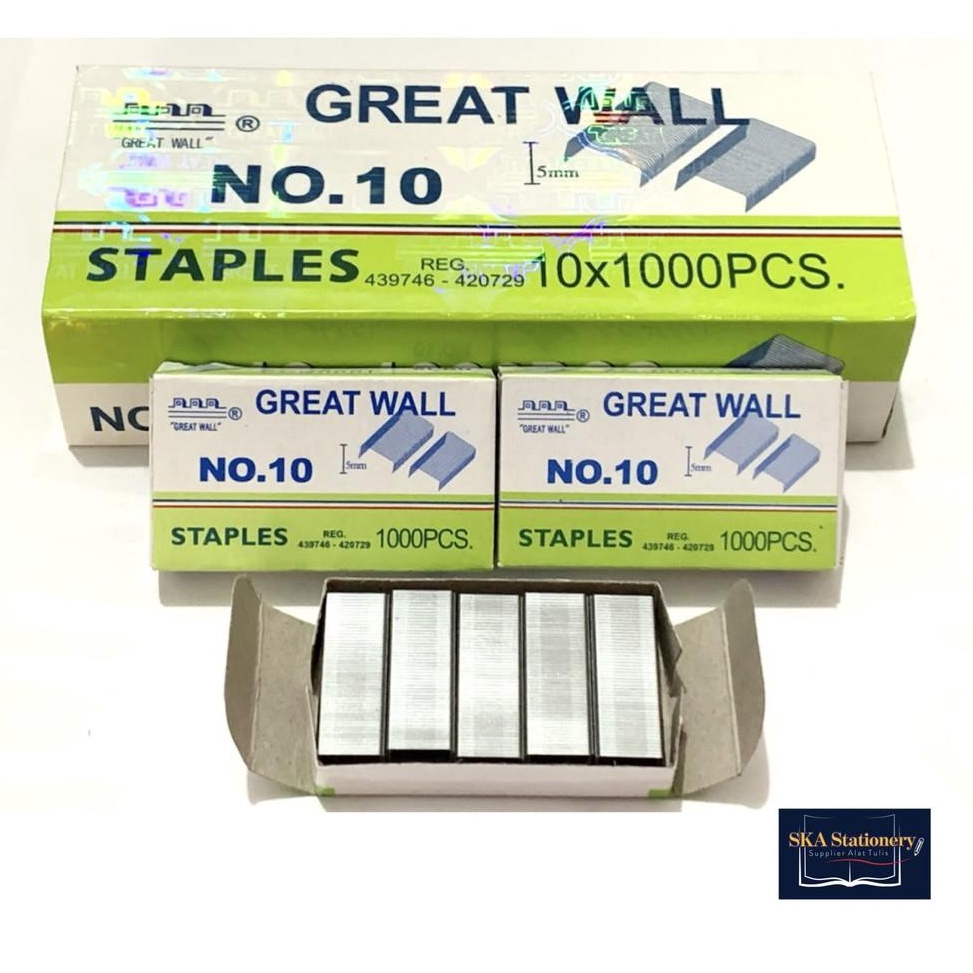 GREAT WALL
"GREAT WALL" ®
NO.10
5mm
STAPLES
REG.
439746 - 420729
10x1000PCS.
NO
GREAT WALL
"GREAT WALL" ®
NO.10
5mm
STAPLES
REG.
439746 - 420729
1000PCS.
GREAT WALL
"GREAT WALL" ®
NO.10
5mm
STAPLES
REG.
439746 - 420729
1000PCS.
SKA Stationery
Supplier Alat Tulis